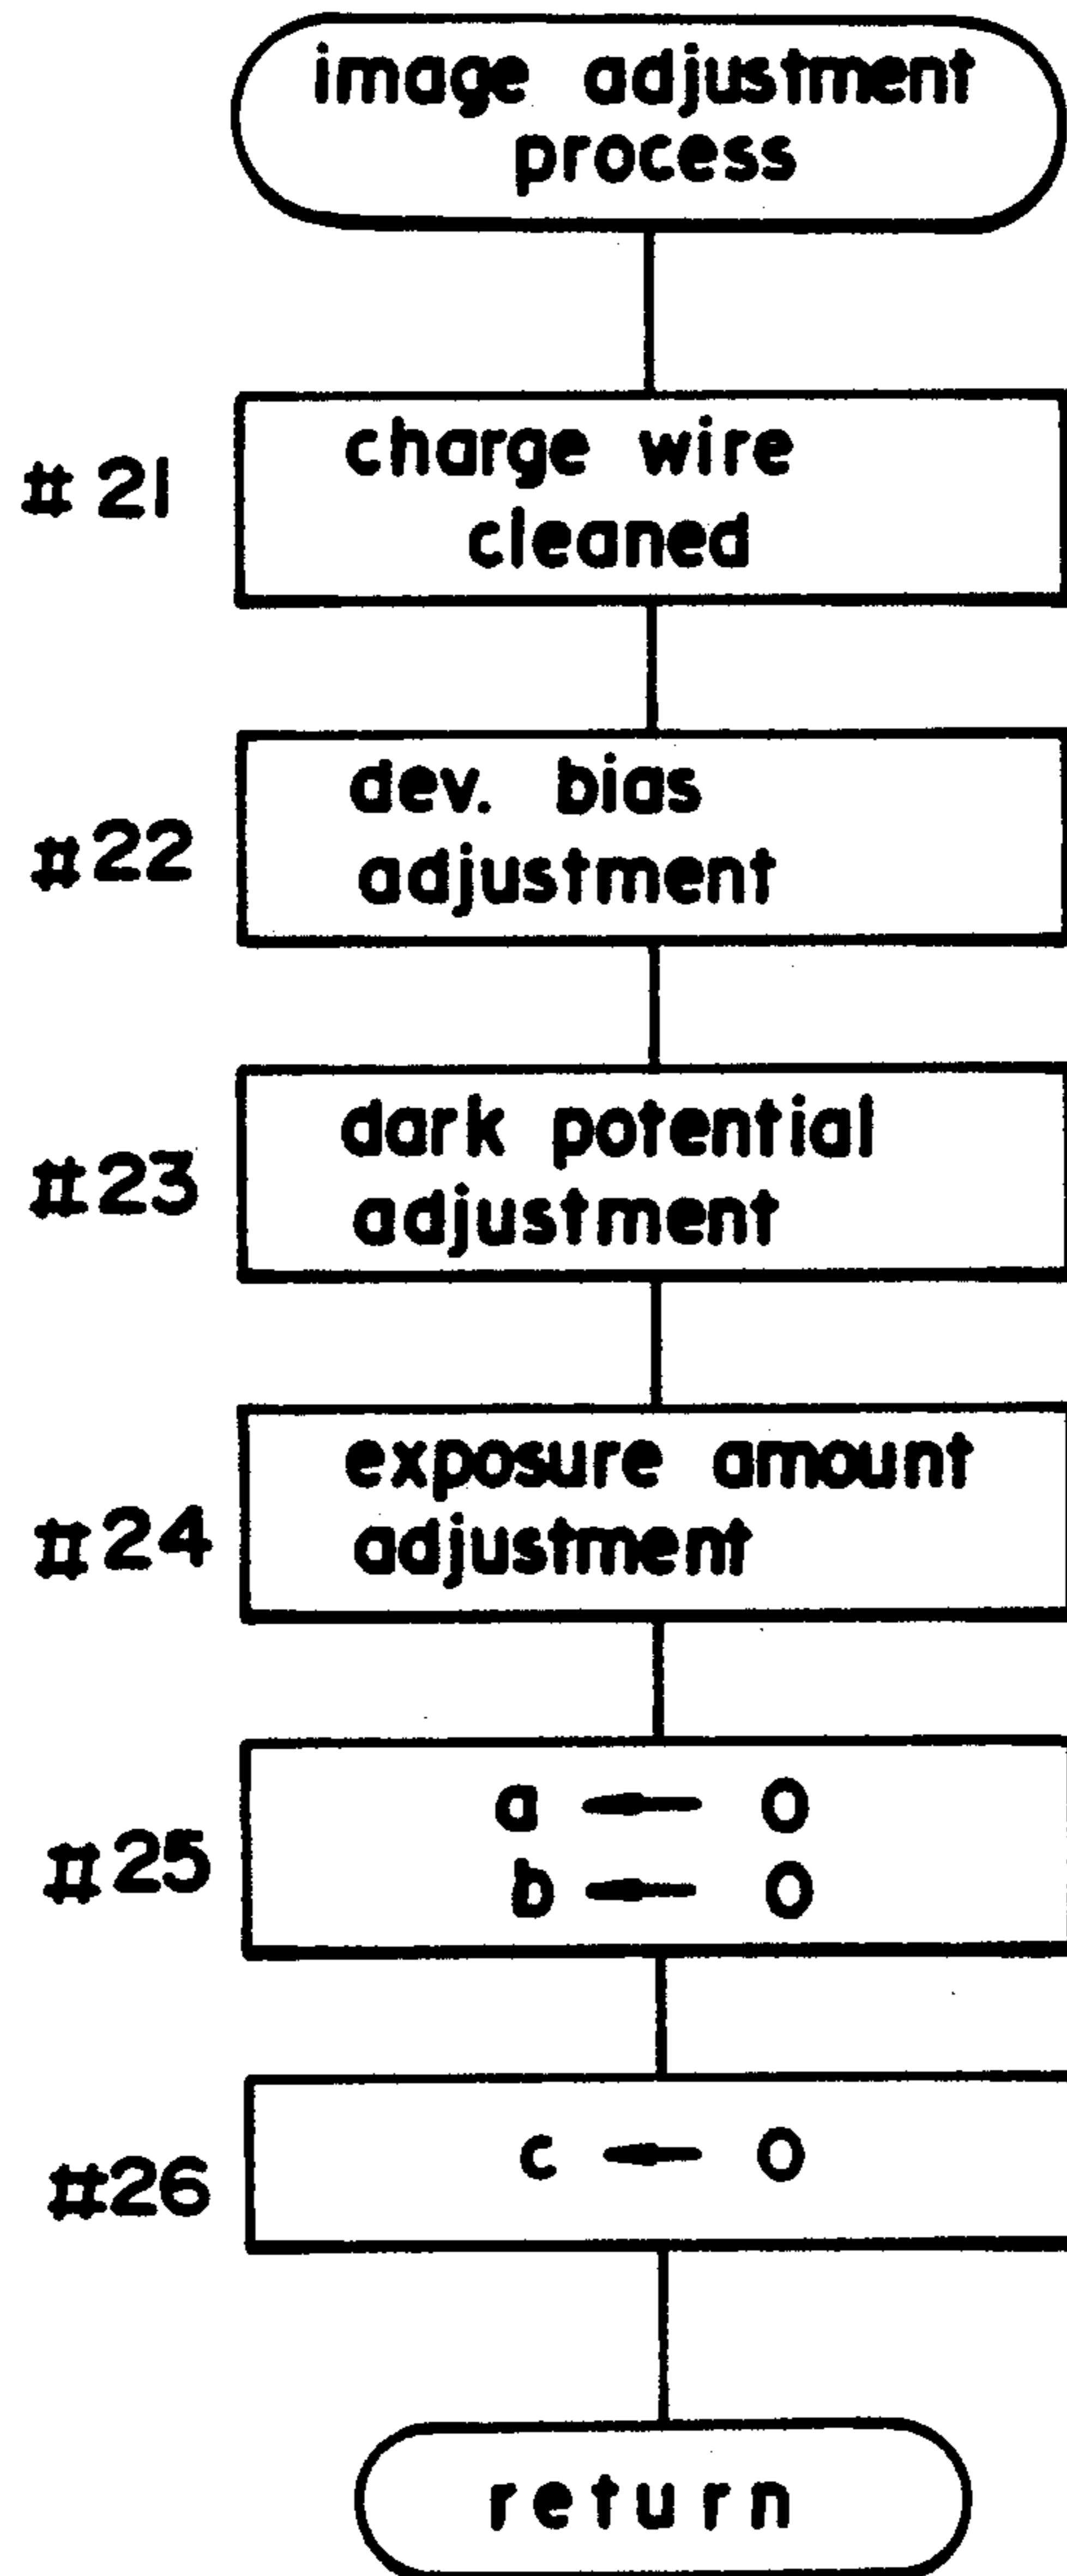 image adjustment
process
#21
charge wire
cleaned
#22
dev. bias
adjustment
#23
dark potential
adjustment
#24
exposure amount
adjustment
#25
a ← 0
b ← 0
#26
c ← 0
return